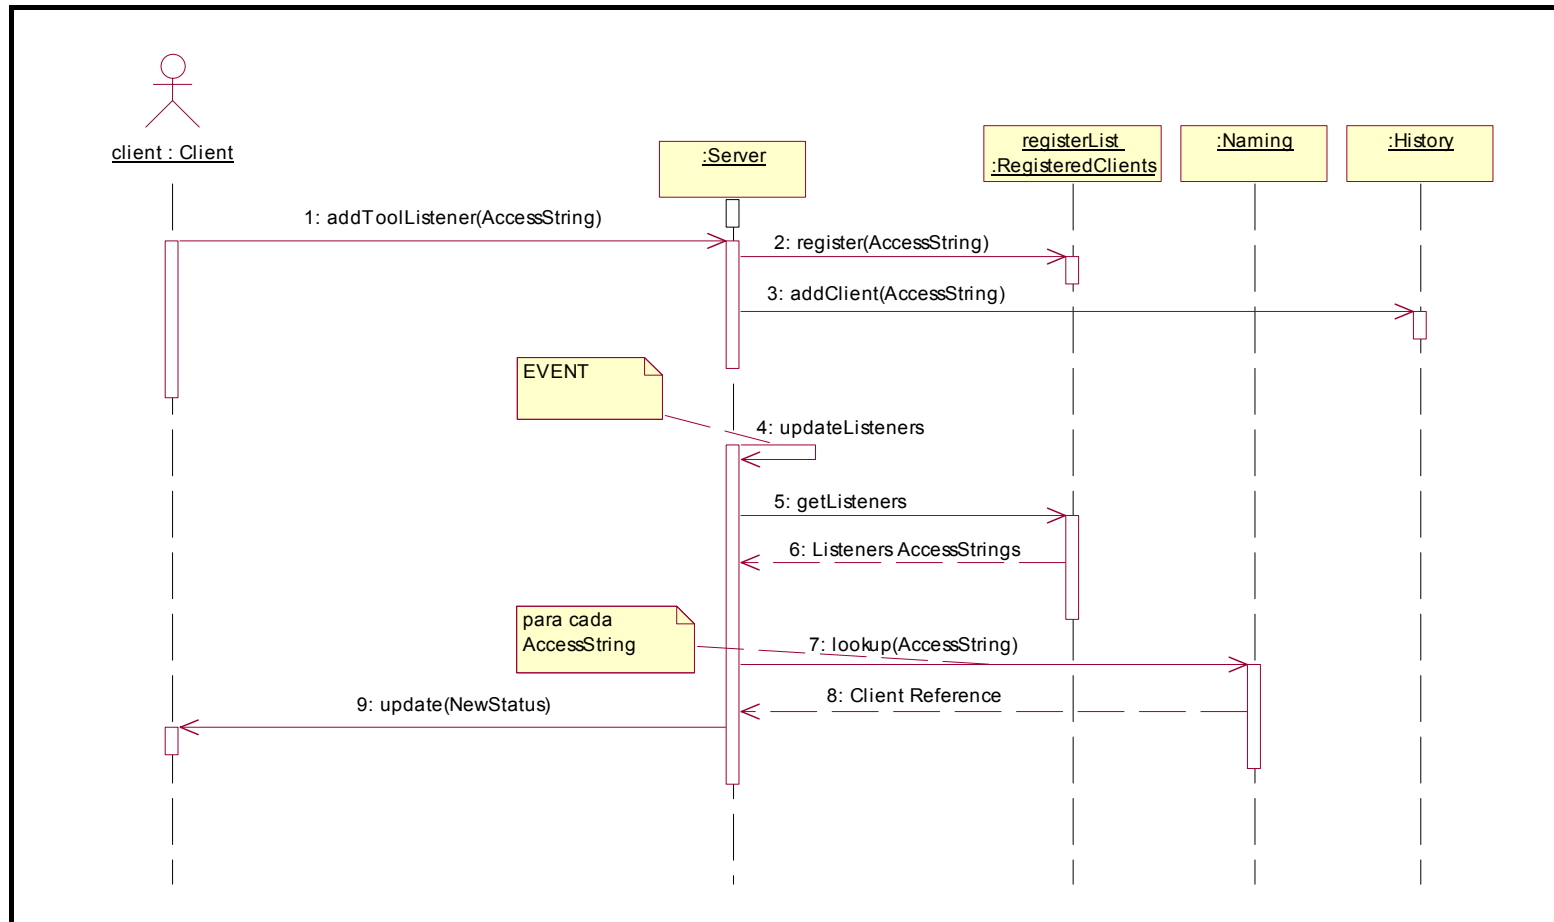 client : Client
:Server
registerList
:RegisteredClients
:Naming
:History
1: addToolListener(AccessString)
2: register(AccessString)
3: addClient(AccessString)
EVENT
4: updateListeners
5: getListeners
6: Listeners AccessStrings
para cada
AccessString
7: lookup(AccessString)
8: Client Reference
9: update(NewStatus)